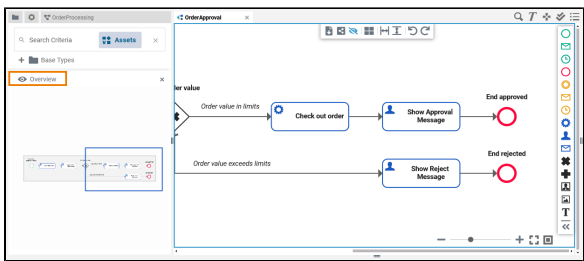 OrderProcessing
OrderApproval ×
Search Criteria
Assets ×
+ Base Types
Overview ×
er value
Order value in limits
Check out order
Show Approval
Message
End approved
Order value exceeds limits
Show Reject
Message
End rejected